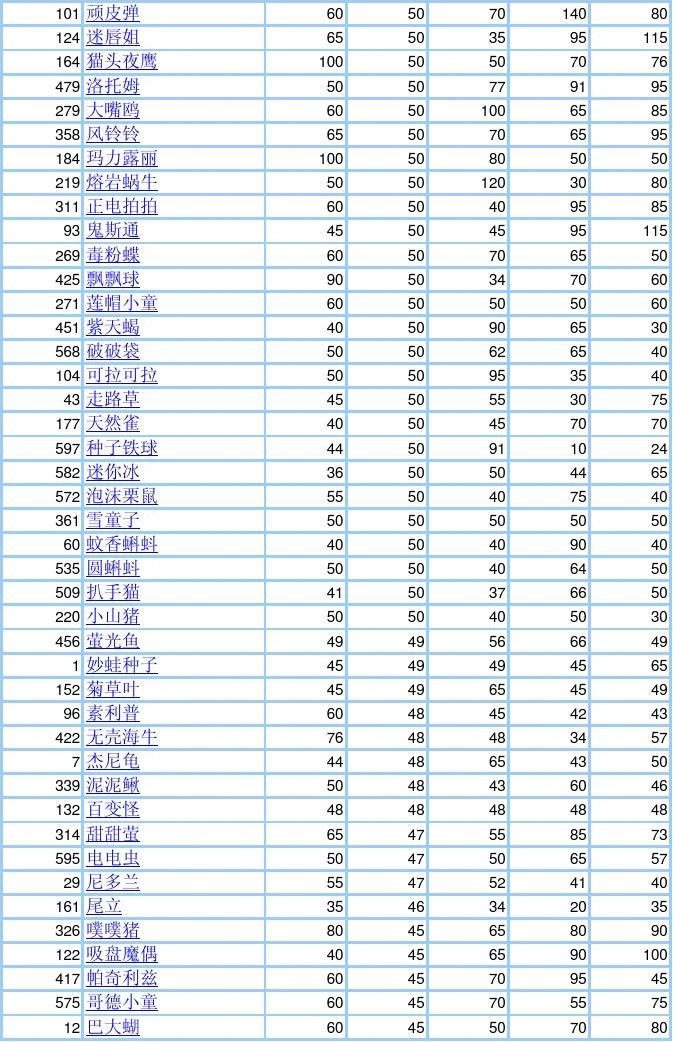 101 顽皮弹 60 50 70 140 80
124 迷唇姐 65 50 35 95 115
164 猫头夜鹰 100 50 50 70 76
479 洛托姆 50 50 77 91 95
279 大嘴鸥 60 50 100 65 85
358 风铃铃 65 50 70 65 95
184 玛力露丽 100 50 80 50 50
219 熔岩蜗牛 50 50 120 30 80
311 正电拍拍 60 50 40 95 85
93 鬼斯通 45 50 45 95 115
269 毒粉蝶 60 50 70 65 50
425 飘飘球 90 50 34 70 60
271 莲帽小童 60 50 50 50 60
451 紫天蝎 40 50 90 65 30
568 破破袋 50 50 62 65 40
104 可拉可拉 50 50 95 35 40
43 走路草 45 50 55 30 75
177 天然雀 40 50 45 70 70
597 种子铁球 44 50 91 10 24
582 迷你冰 36 50 50 44 65
572 泡沫栗鼠 55 50 40 75 40
361 雪童子 50 50 50 50 50
60 蚊香蝌蚪 40 50 40 90 40
535 圆蝌蚪 50 50 40 64 50
509 扒手猫 41 50 37 66 50
220 小山猪 50 50 40 50 30
456 萤光鱼 49 49 56 66 49
1 妙蛙种子 45 49 49 45 65
152 菊草叶 45 49 65 45 49
96 素利普 60 48 45 42 43
422 无壳海牛 76 48 48 34 57
7 杰尼龟 44 48 65 43 50
339 泥泥鳅 50 48 43 60 46
132 百变怪 48 48 48 48 48
314 甜甜萤 65 47 55 85 73
595 电电虫 50 47 50 65 57
29 尼多兰 55 47 52 41 40
161 尾立 35 46 34 20 35
326 噗噗猪 80 45 65 80 90
122 吸盘魔偶 40 45 65 90 100
417 帕奇利兹 60 45 70 95 45
575 哥德小童 60 45 70 55 75
12 巴大蝴 60 45 50 70 80